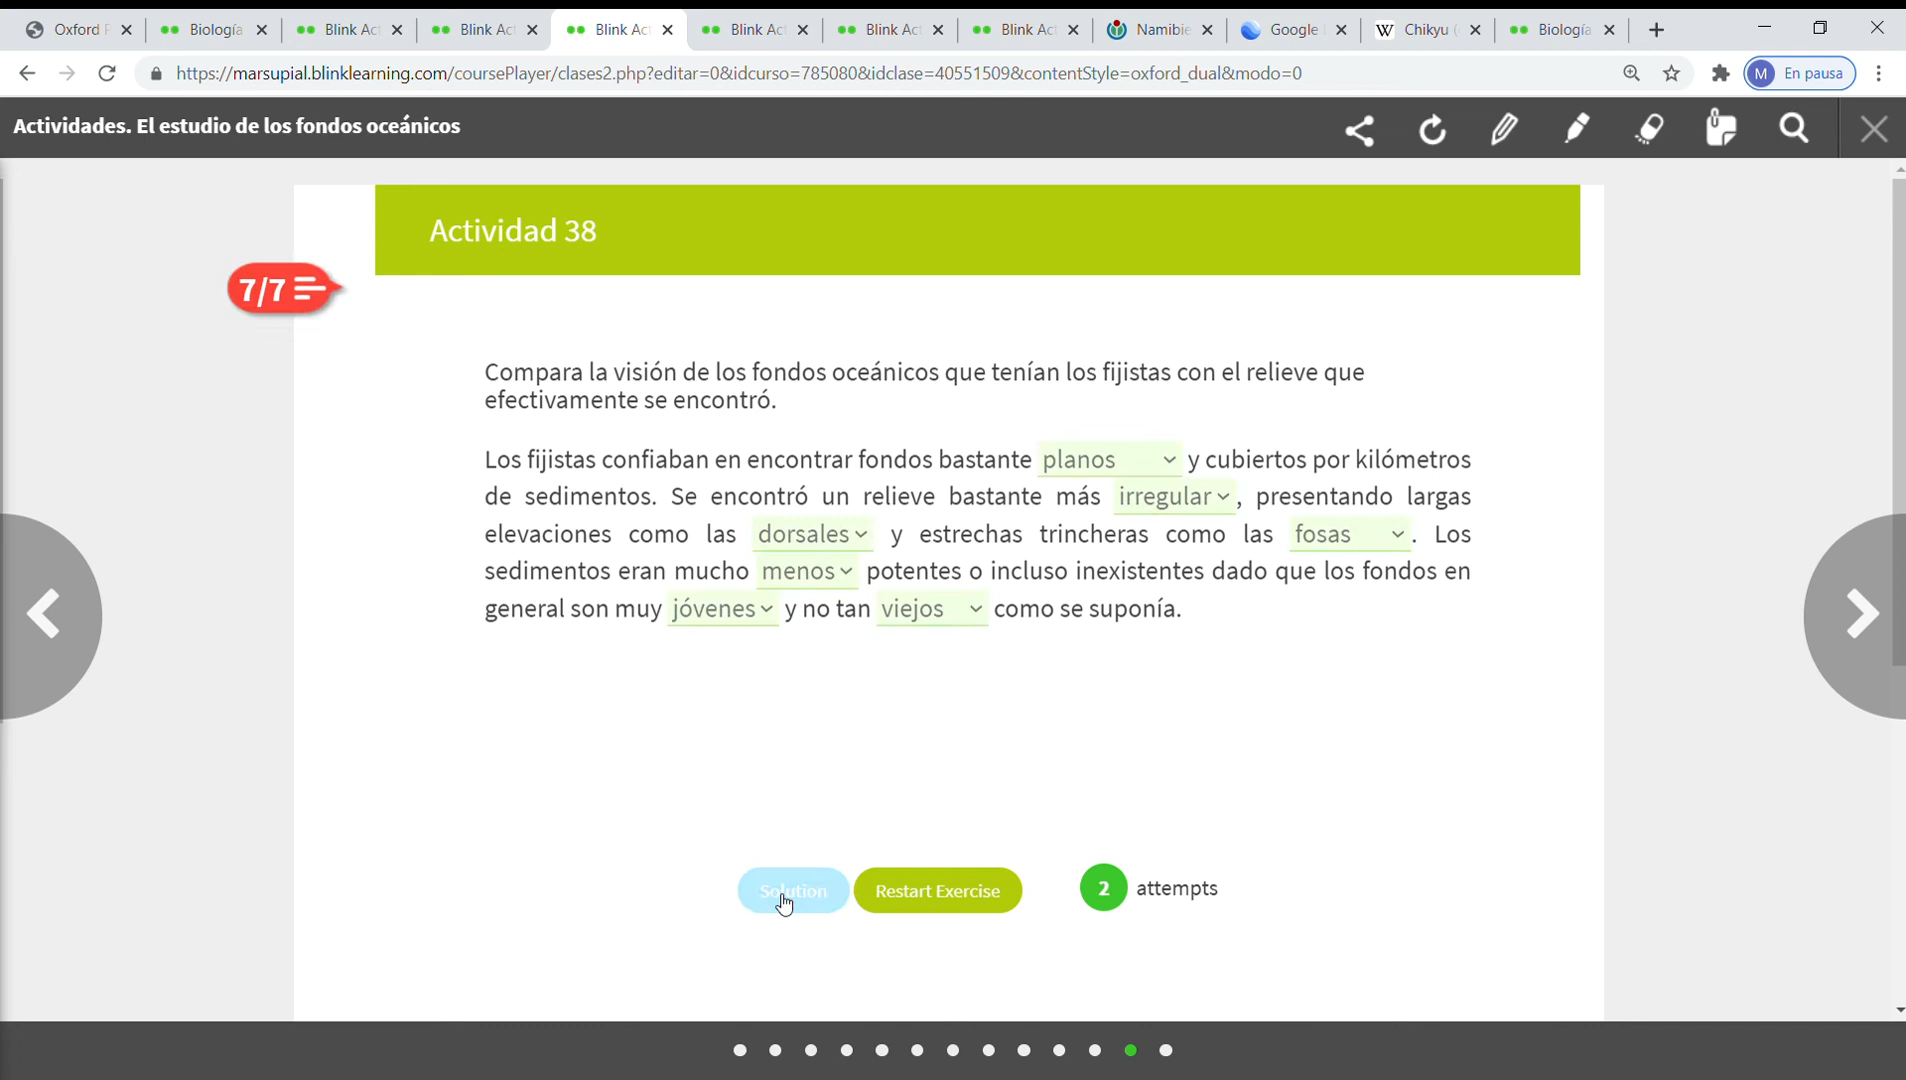 Oxford F
Biología
Blink Act
Blink Act
Blink Act
Blink Act
Blink Act
Blink Act
Namibie
Google
Chikyu (
Biología
https://marsupial.blinklearning.com/coursePlayer/clases2.php?editar=0&idcurso=785080&idclase=40551509&contentStyle=oxford_dual&modo=0
M En pausa
Actividades. El estudio de los fondos oceánicos
Actividad 38
7/7
Compara la visión de los fondos oceánicos que tenían los fijistas con el relieve que
efectivamente se encontró.
Los fijistas confiaban en encontrar fondos bastante planos y cubiertos por kilómetros
de sedimentos. Se encontró un relieve bastante más irregular, presentando largas
elevaciones como las dorsales y estrechas trincheras como las fosas. Los
sedimentos eran mucho menos potentes o incluso inexistentes dado que los fondos en
general son muy jóvenes y no tan viejos como se suponía.
Solution
Restart Exercise
2 attempts